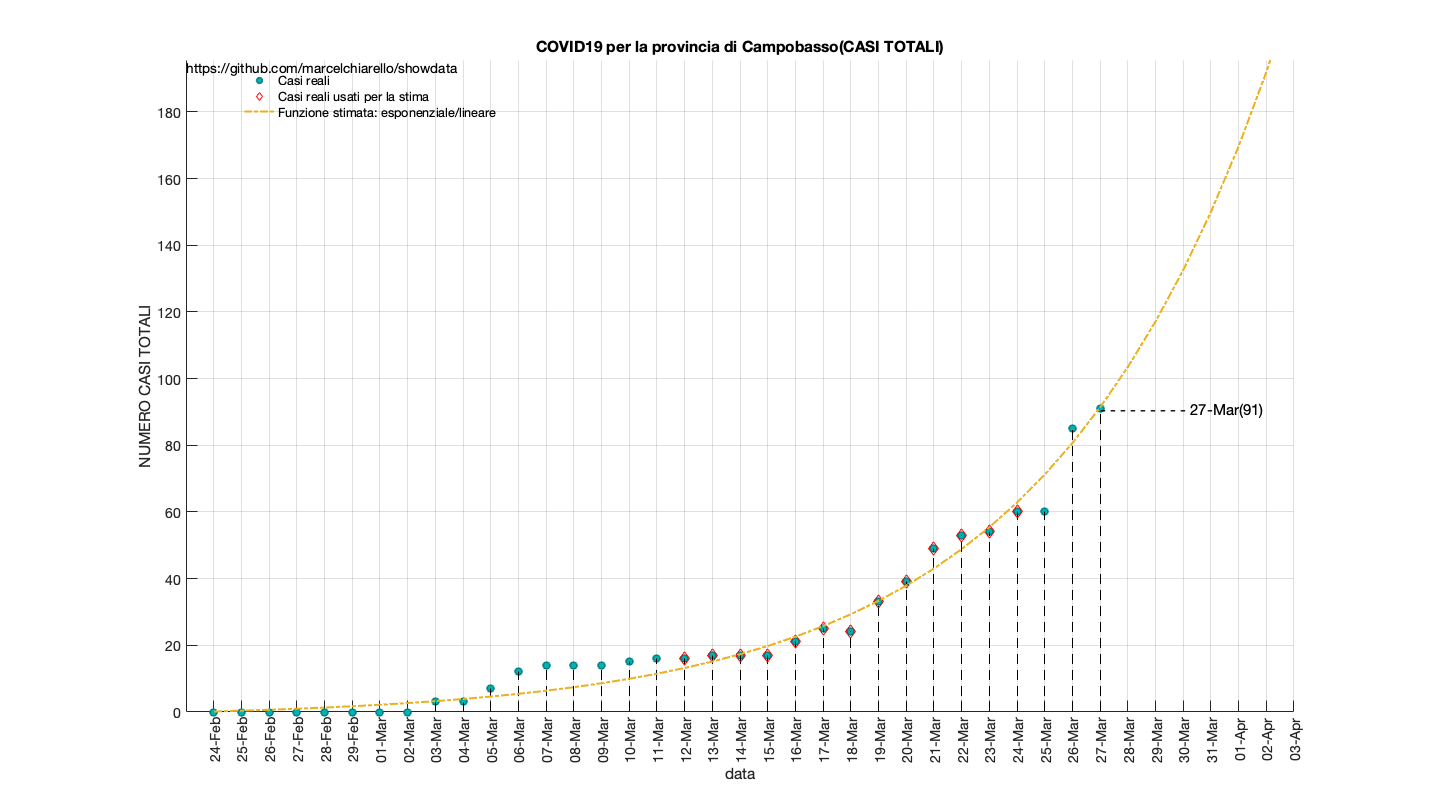 COVID19 per la provincia di Campobasso(CASI TOTALI)
https://github.com/marcelchiarello/showdata
Casi reali
Casi reali usati per la stima
Funzione stimata: esponenziale/lineare
NUMERO CASI TOTALI
180
160
140
120
100
80
60
40
20
0
27-Mar(91)
24-Feb
25-Feb
26-Feb
27-Feb
28-Feb
29-Feb
01-Mar
02-Mar
03-Mar
04-Mar
05-Mar
06-Mar
07-Mar
08-Mar
09-Mar
10-Mar
11-Mar
12-Mar
13-Mar
14-Mar
15-Mar
16-Mar
17-Mar
18-Mar
19-Mar
20-Mar
21-Mar
22-Mar
23-Mar
24-Mar
25-Mar
26-Mar
27-Mar
28-Mar
29-Mar
30-Mar
31-Mar
01-Apr
02-Apr
03-Apr
data